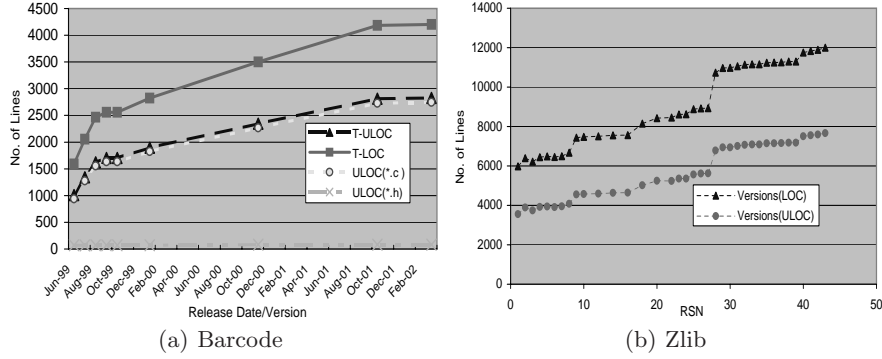 4500
4000
3500
3000
2500
2000
1500
1000
500
0
No. of Lines
T-ULOC
T-LOC
ULOC(*.c )
ULOC(*.h)
Jun-99
Aug-99
Oct-99
Dec-99
Feb-00
Apr-00
Jun-00
Aug-00
Oct-00
Dec-00
Feb-01
Apr-01
Jun-01
Aug-01
Oct-01
Dec-01
Feb-02
Release Date/Version
(a) Barcode
14000
12000
10000
8000
6000
4000
2000
0
No. of Lines
Versions(LOC)
Versions(ULOC)
0 10 20 30 40 50
RSN
(b) Zlib